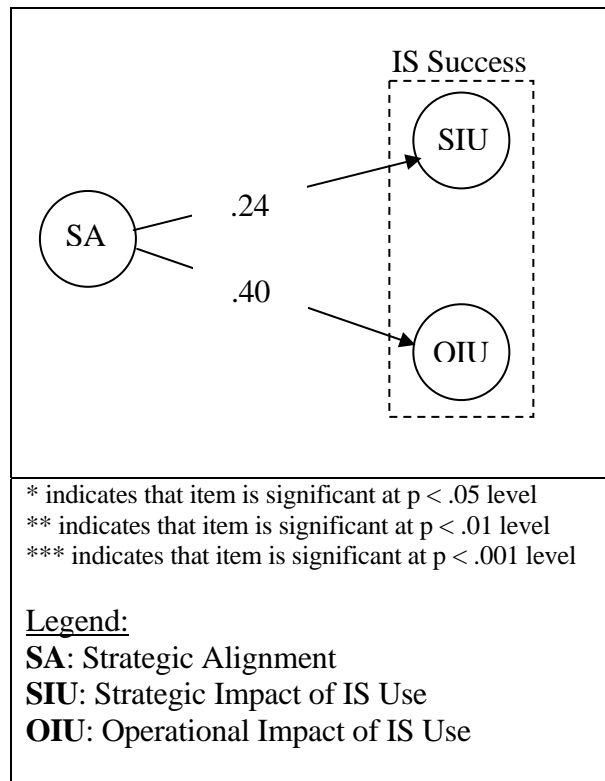 IS Success
SIU
.24
SA
.40
OIU
* indicates that item is significant at p < .05 level
** indicates that item is significant at p < .01 level
*** indicates that item is significant at p < .001 level
Legend:
SA: Strategic Alignment
SIU: Strategic Impact of IS Use
OIU: Operational Impact of IS Use